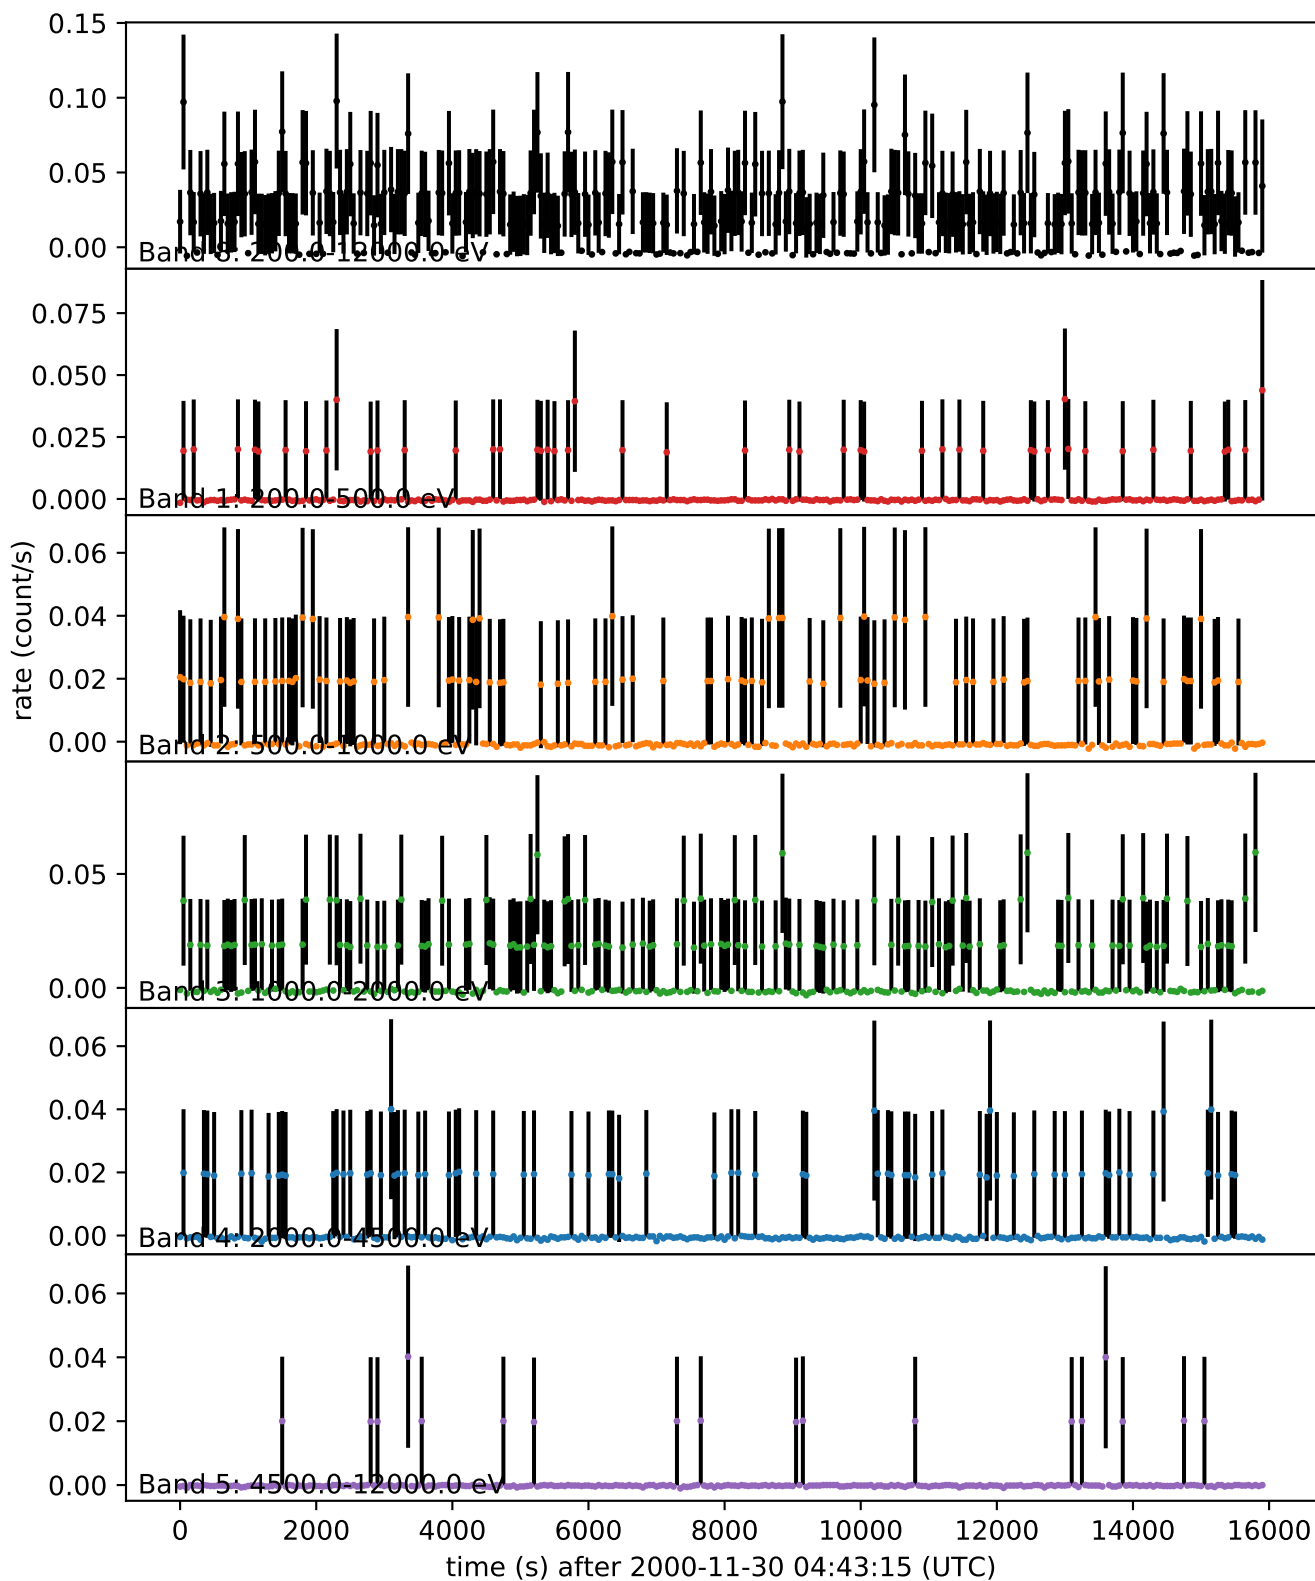 0.15
0.10
0.05
0.00
Band 8: 200.0-12000.0 eV
0.075
0.050
0.025
0.000
Band 1: 200.0-500.0 eV
rate (count/s)
0.06
0.04
0.02
0.00
Band 2: 500.0-1000.0 eV
0.05
0.00
Band 3: 1000.0-2000.0 eV
0.06
0.04
0.02
0.00
Band 4: 2000.0-4500.0 eV
0.06
0.04
0.02
0.00
Band 5: 4500.0-12000.0 eV
0 2000 4000 6000 8000 10000 12000 14000 16000
time (s) after 2000-11-30 04:43:15 (UTC)